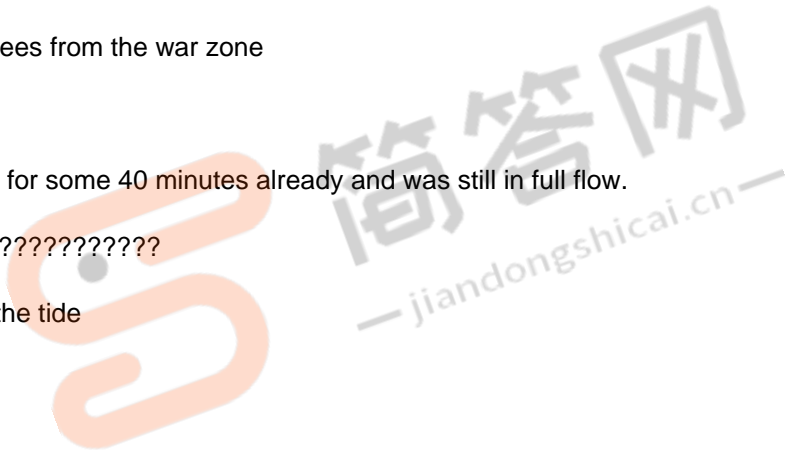 ees from the war zone
for some 40 minutes already and was still in full flow.
???????????
the tide
简答网
jiandongshicai.cn